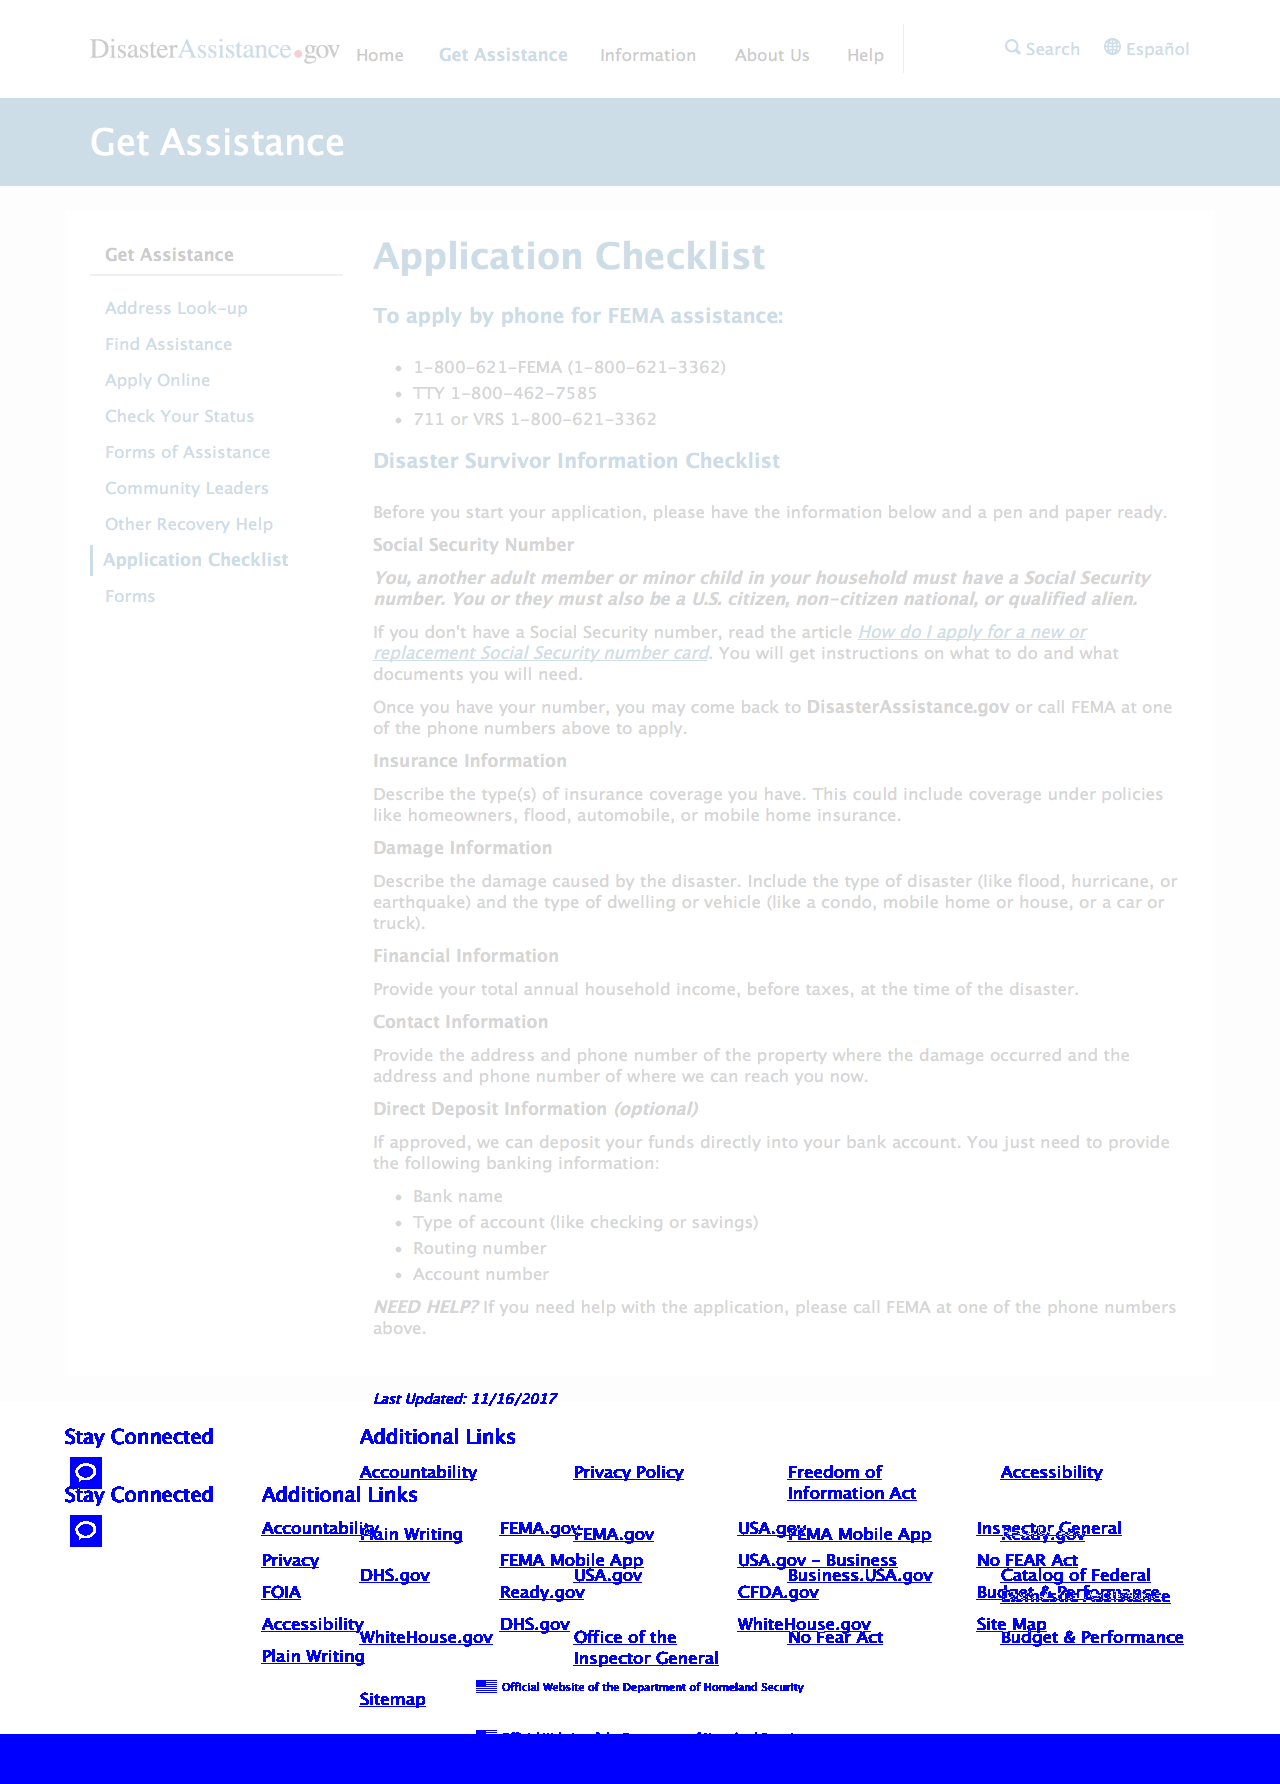 DisasterAssistance.gov Home Get Assistance Information About Us Help Search Español
Get Assistance
Get Assistance
Address Look-up
Find Assistance
Apply Online
Check Your Status
Forms of Assistance
Community Leaders
Other Recovery Help
Application Checklist
Forms
Application Checklist
To apply by phone for FEMA assistance:
• 1-800-621-FEMA (1-800-621-3362)
• TTY 1-800-462-7585
• 711 or VRS 1-800-621-3362
Disaster Survivor Information Checklist
Before you start your application, please have the information below and a pen and paper ready.
Social Security Number
You, another adult member or minor child in your household must have a Social Security
number. You or they must also be a U.S. citizen, non-citizen national, or qualified alien.
If you don't have a Social Security number, read the article How do I apply for a new or
replacement Social Security number card. You will get instructions on what to do and what
documents you will need.
Once you have your number, you may come back to DisasterAssistance.gov or call FEMA at one
of the phone numbers above to apply.
Insurance Information
Describe the type(s) of insurance coverage you have. This could include coverage under policies
like homeowners, flood, automobile, or mobile home insurance.
Damage Information
Describe the damage caused by the disaster. Include the type of disaster (like flood, hurricane, or
earthquake) and the type of dwelling or vehicle (like a condo, mobile home or house, or a car or
truck).
Financial Information
Provide your total annual household income, before taxes, at the time of the disaster.
Contact Information
Provide the address and phone number of the property where the damage occurred and the
address and phone number of where we can reach you now.
Direct Deposit Information (optional)
If approved, we can deposit your funds directly into your bank account. You just need to provide
the following banking information:
• Bank name
• Type of account (like checking or savings)
• Routing number
• Account number
NEED HELP? If you need help with the application, please call FEMA at one of the phone numbers
above.
Last Updated: 11/16/2017
Stay Connected Additional Links
Accountability Privacy Policy Freedom of Accessibility
Information Act
Stay Connected Additional Links
Accountability FEMA.gov USA.gov Inspector General
Plain Writing FEMA.gov FEMA Mobile App Ready.gov
Privacy FEMA Mobile App USA.gov - Business No FEAR Act
DHS.gov USA.gov Business.USA.gov Catalog of Federal
FOIA Ready.gov CFDA.gov Budget & Performance
Domestic Assistance
Accessibility DHS.gov WhiteHouse.gov Site Map
WhiteHouse.gov Office of the No Fear Act Budget & Performance
Plain Writing Inspector General
Official Website of the Department of Homeland Security
Sitemap